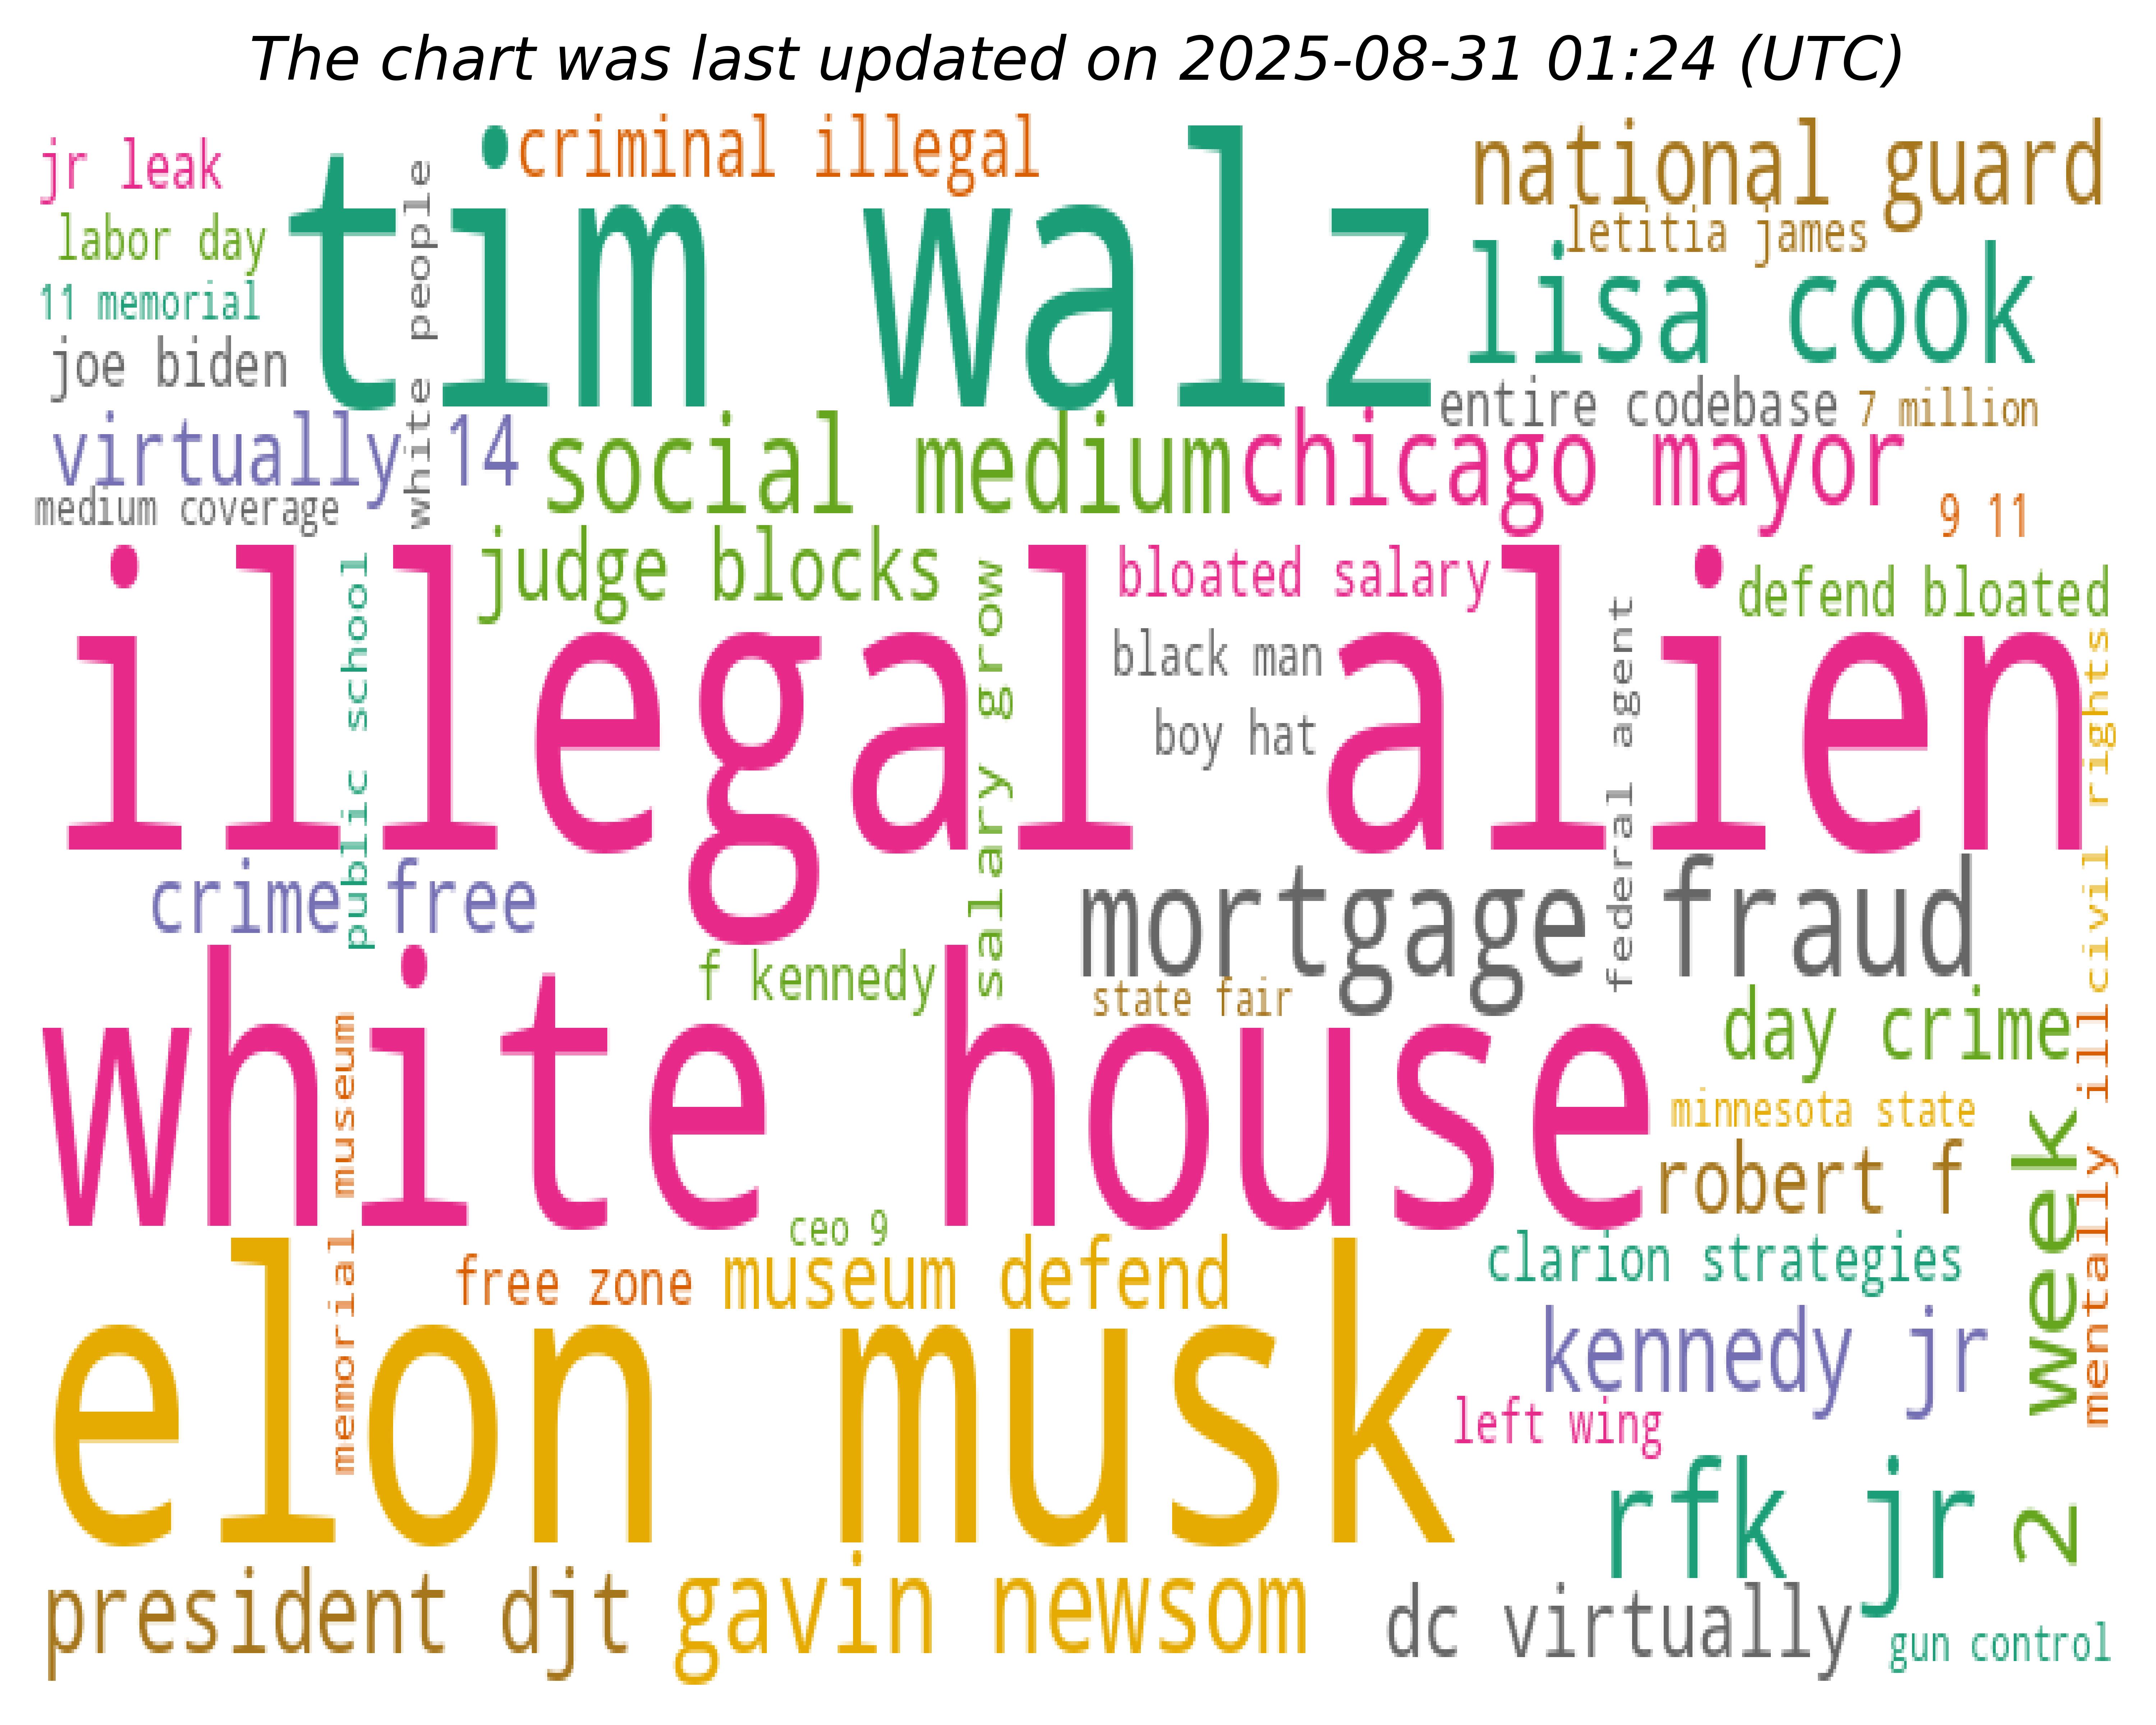 The chart was last updated on 2025-08-31 01:24 (UTC)
jr leak
criminal illegal
national guard
tim walz
white people
labor day
letitia james
lisa cook
11 memorial
joe biden
entire codebase
7 million
virtually 14
social medium
chicago mayor
medium coverage
9 11
judge blocks
bloated salary
defend bloated
illegal alien
public school
salary grow
black man
federal agent
civil rights
boy hat
crime free
mortgage fraud
f kennedy
state fair
day crime
white house
memorial museum
minnesota state
mentally ill
robert f
week 2
ceo 9
free zone
museum defend
clarion strategies
elon musk
kennedy jr
left wing
rfk jr
president djt
gavin newsom
dc virtually
gun control